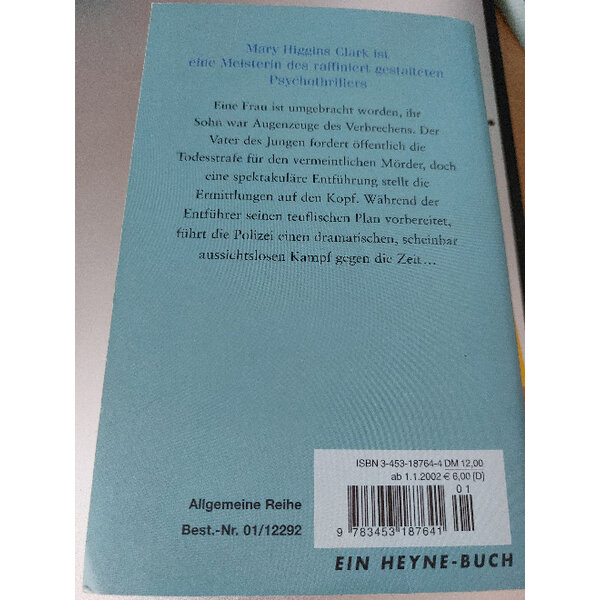 Mary Higgins Clark ist
eine Meisterin des raffiniert gestalteten
Psychothrillers
Eine Frau ist umgebracht worden, ihr
Sohn war Augenzeuge des Verbrechens. Der
Vater des Jungen fordert öffentlich die
Todesstrafe für den vermeintlichen Mörder, doch
eine spektakuläre Entführung stellt die
Ermittlungen auf den Kopf. Während der
Entführer seinen teuflischen Plan vorbereitet,
führt die Polizei einen dramatischen, scheinbar
aussichtslosen Kampf gegen die Zeit...
ISBN 3-453-18764-4 DM 12,00
ab 1.1.2002 € 6,00 (D)
01
Allgemeine Reihe
Best.-Nr. 01/12292
9 783453 187641
EIN HEYNE-BUCH